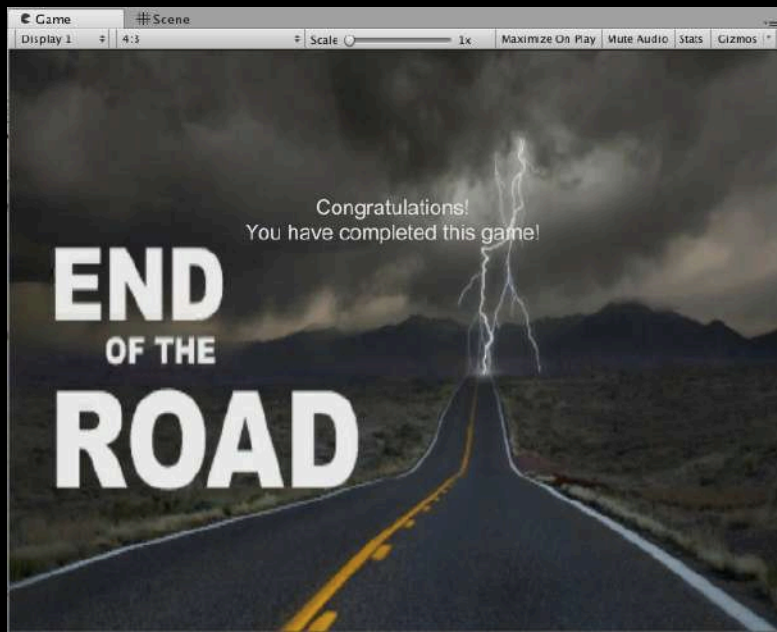 Game
Scene
Display 1
4:3
Scale
1x
Maximize On Play
Mute Audio
Stats
Gizmos
Congratulations!
You have completed this game!
END
OF THE
ROAD